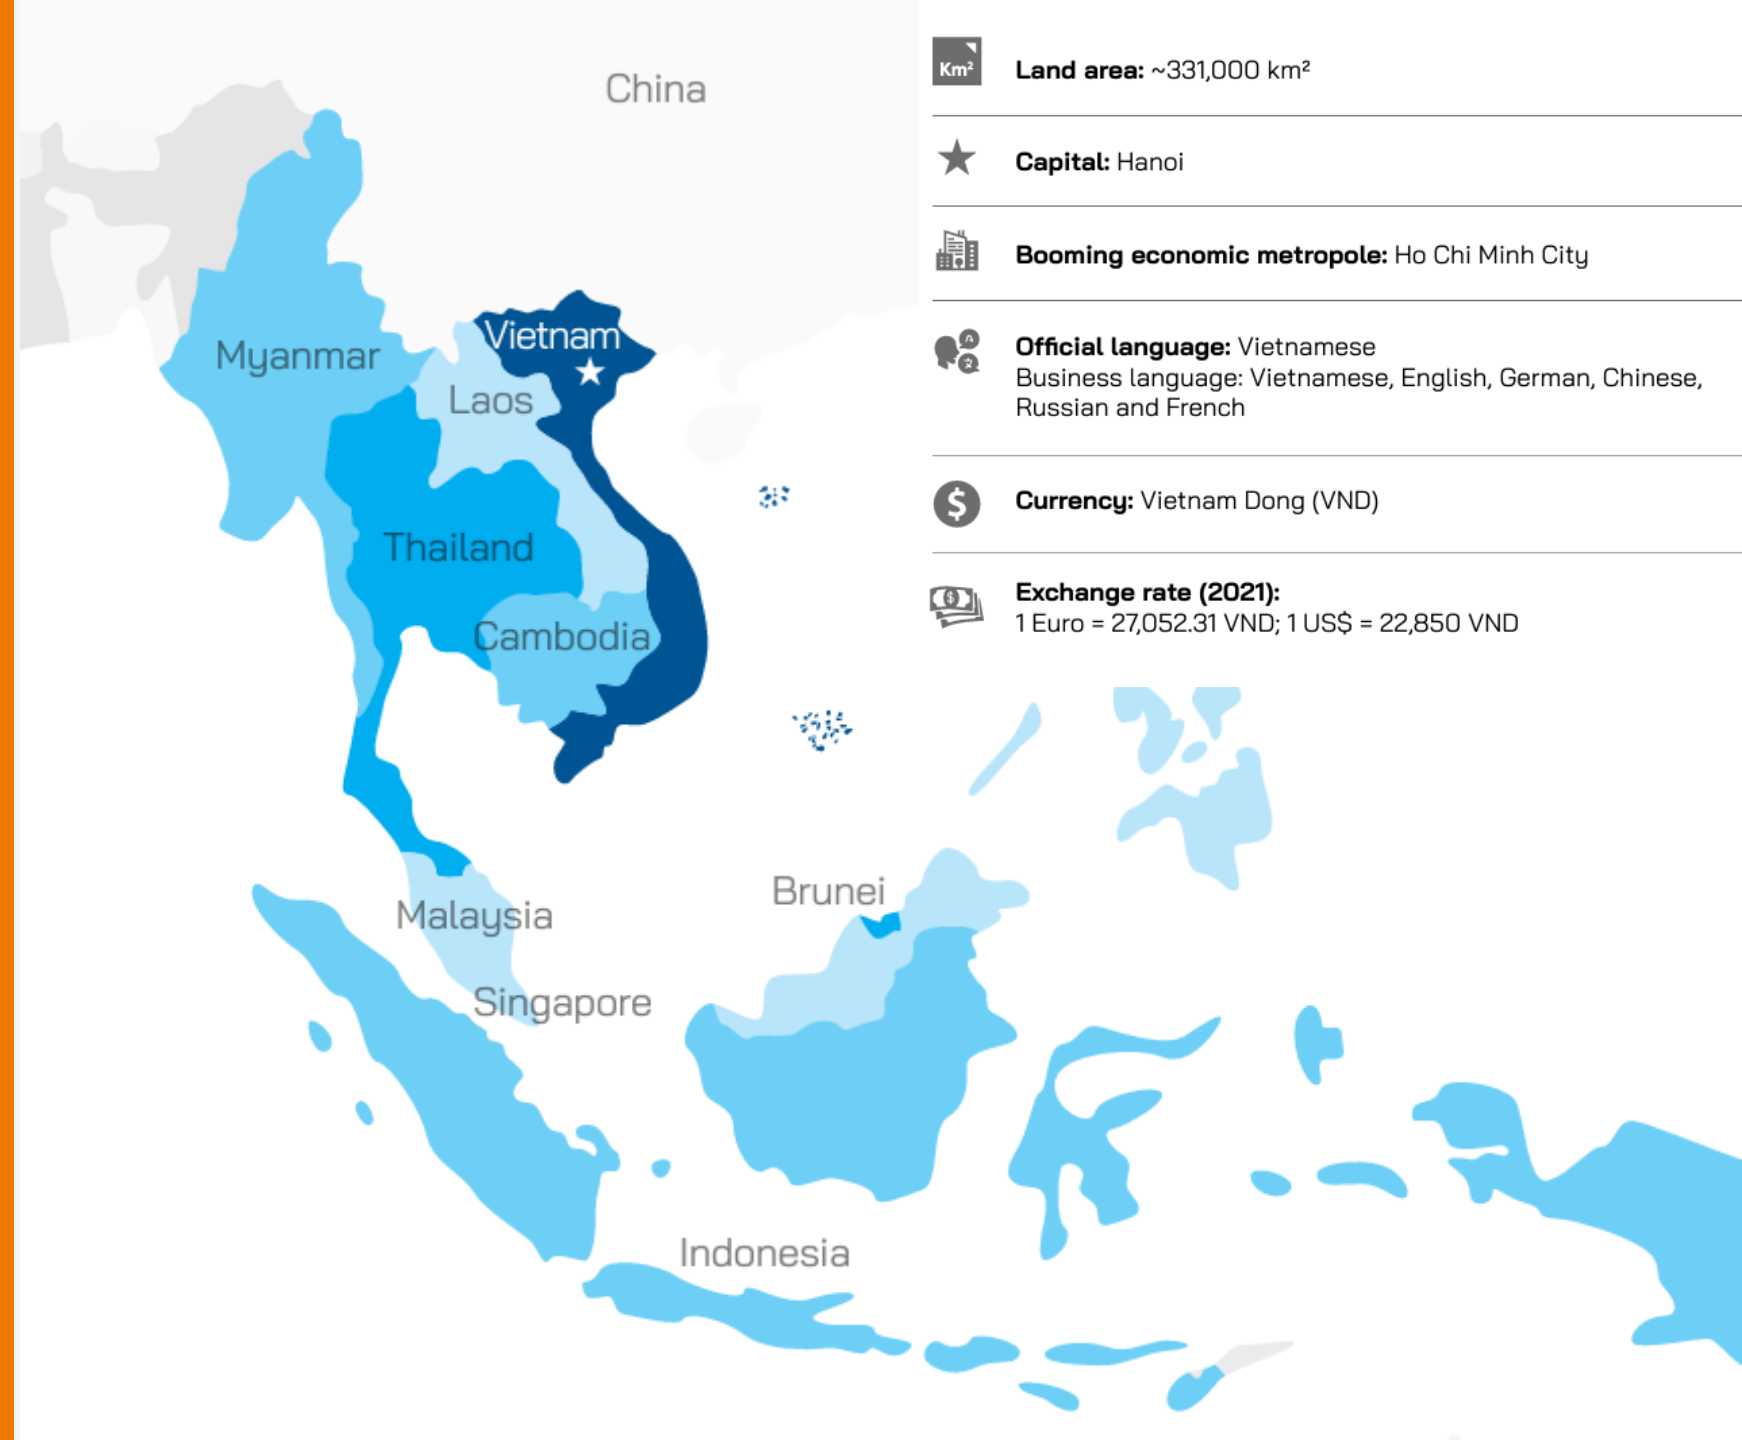 China
Myanmar
Vietnam
Laos
Thailand
Cambodia
Brunei
Malaysia
Singapore
Indonesia
Km²
Land area: ~331,000 km²
Capital: Hanoi
Booming economic metropole: Ho Chi Minh City
Official language: Vietnamese
Business language: Vietnamese, English, German, Chinese,
Russian and French
$
Currency: Vietnam Dong (VND)
Exchange rate (2021):
1 Euro = 27,052.31 VND; 1 US$ = 22,850 VND